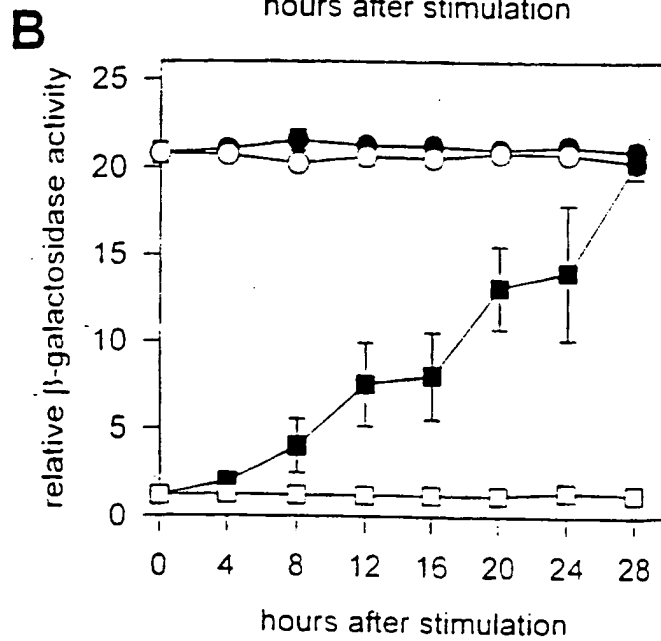 hours after stimulation
B
relative β-galactosidase activity
25
20
15
10
5
0
0 4 8 12 16 20 24 28
hours after stimulation